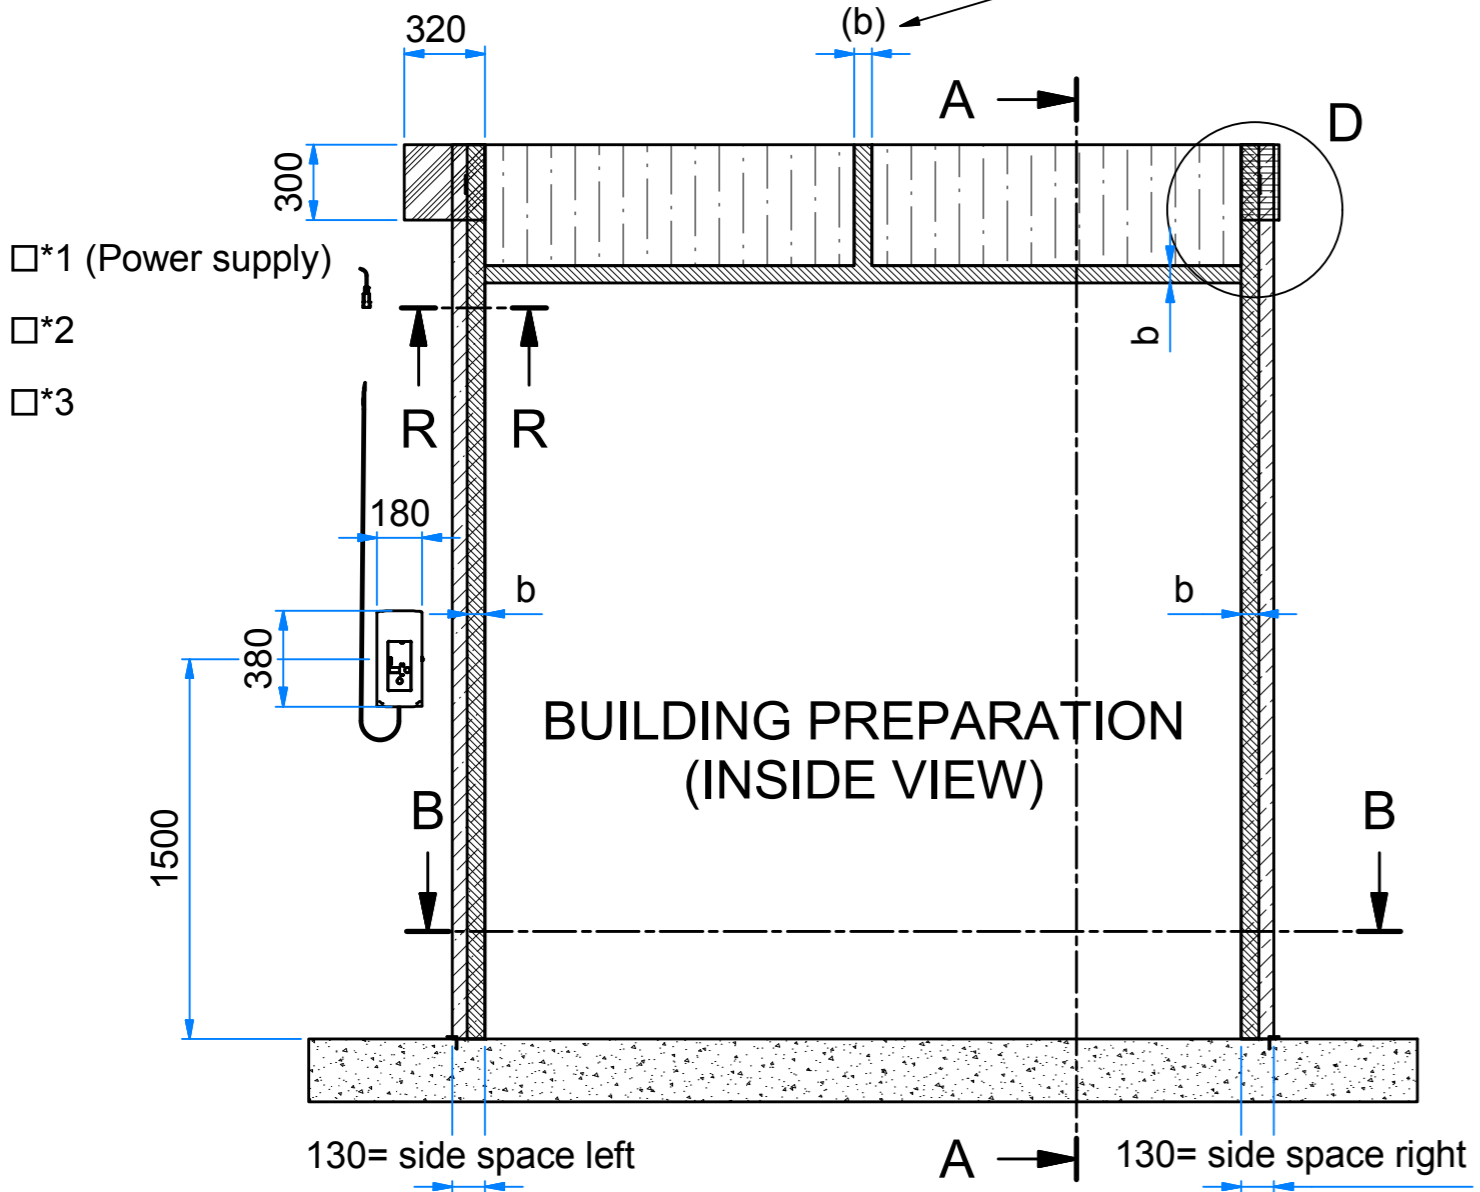 320
(b)
A
D
300
□*1 (Power supply)
□*2
b
□*3
R R
180
b
b
380
BUILDING PREPARATION
(INSIDE VIEW)
B
B
1500
130= side space left
A
130= side space right